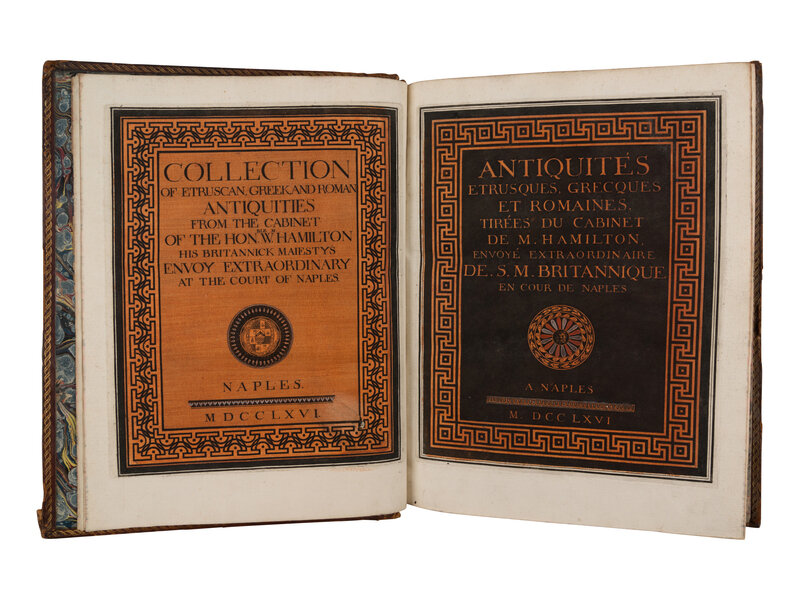 COLLECTION
OF ETRUSCAN, GREEK, AND ROMAN
ANTIQUITIES
FROM THE CABINET
OF THE HONBLE WM HAMILTON
HIS BRITANNICK MAIESTYS
ENVOY EXTRAORDINARY
AT THE COURT OF NAPLES
NAPLES.
MDCCLXVI.
ANTIQUITÉS
ETRUSQUES, GRECQUES
ET ROMAINES,
TIRÉES DU CABINET
DE M. HAMILTON,
ENVOYÉ EXTRAORDINAIRE
DE S. M. BRITANNIQUE
EN COUR DE NAPLES
A NAPLES
M. DCCLXVI